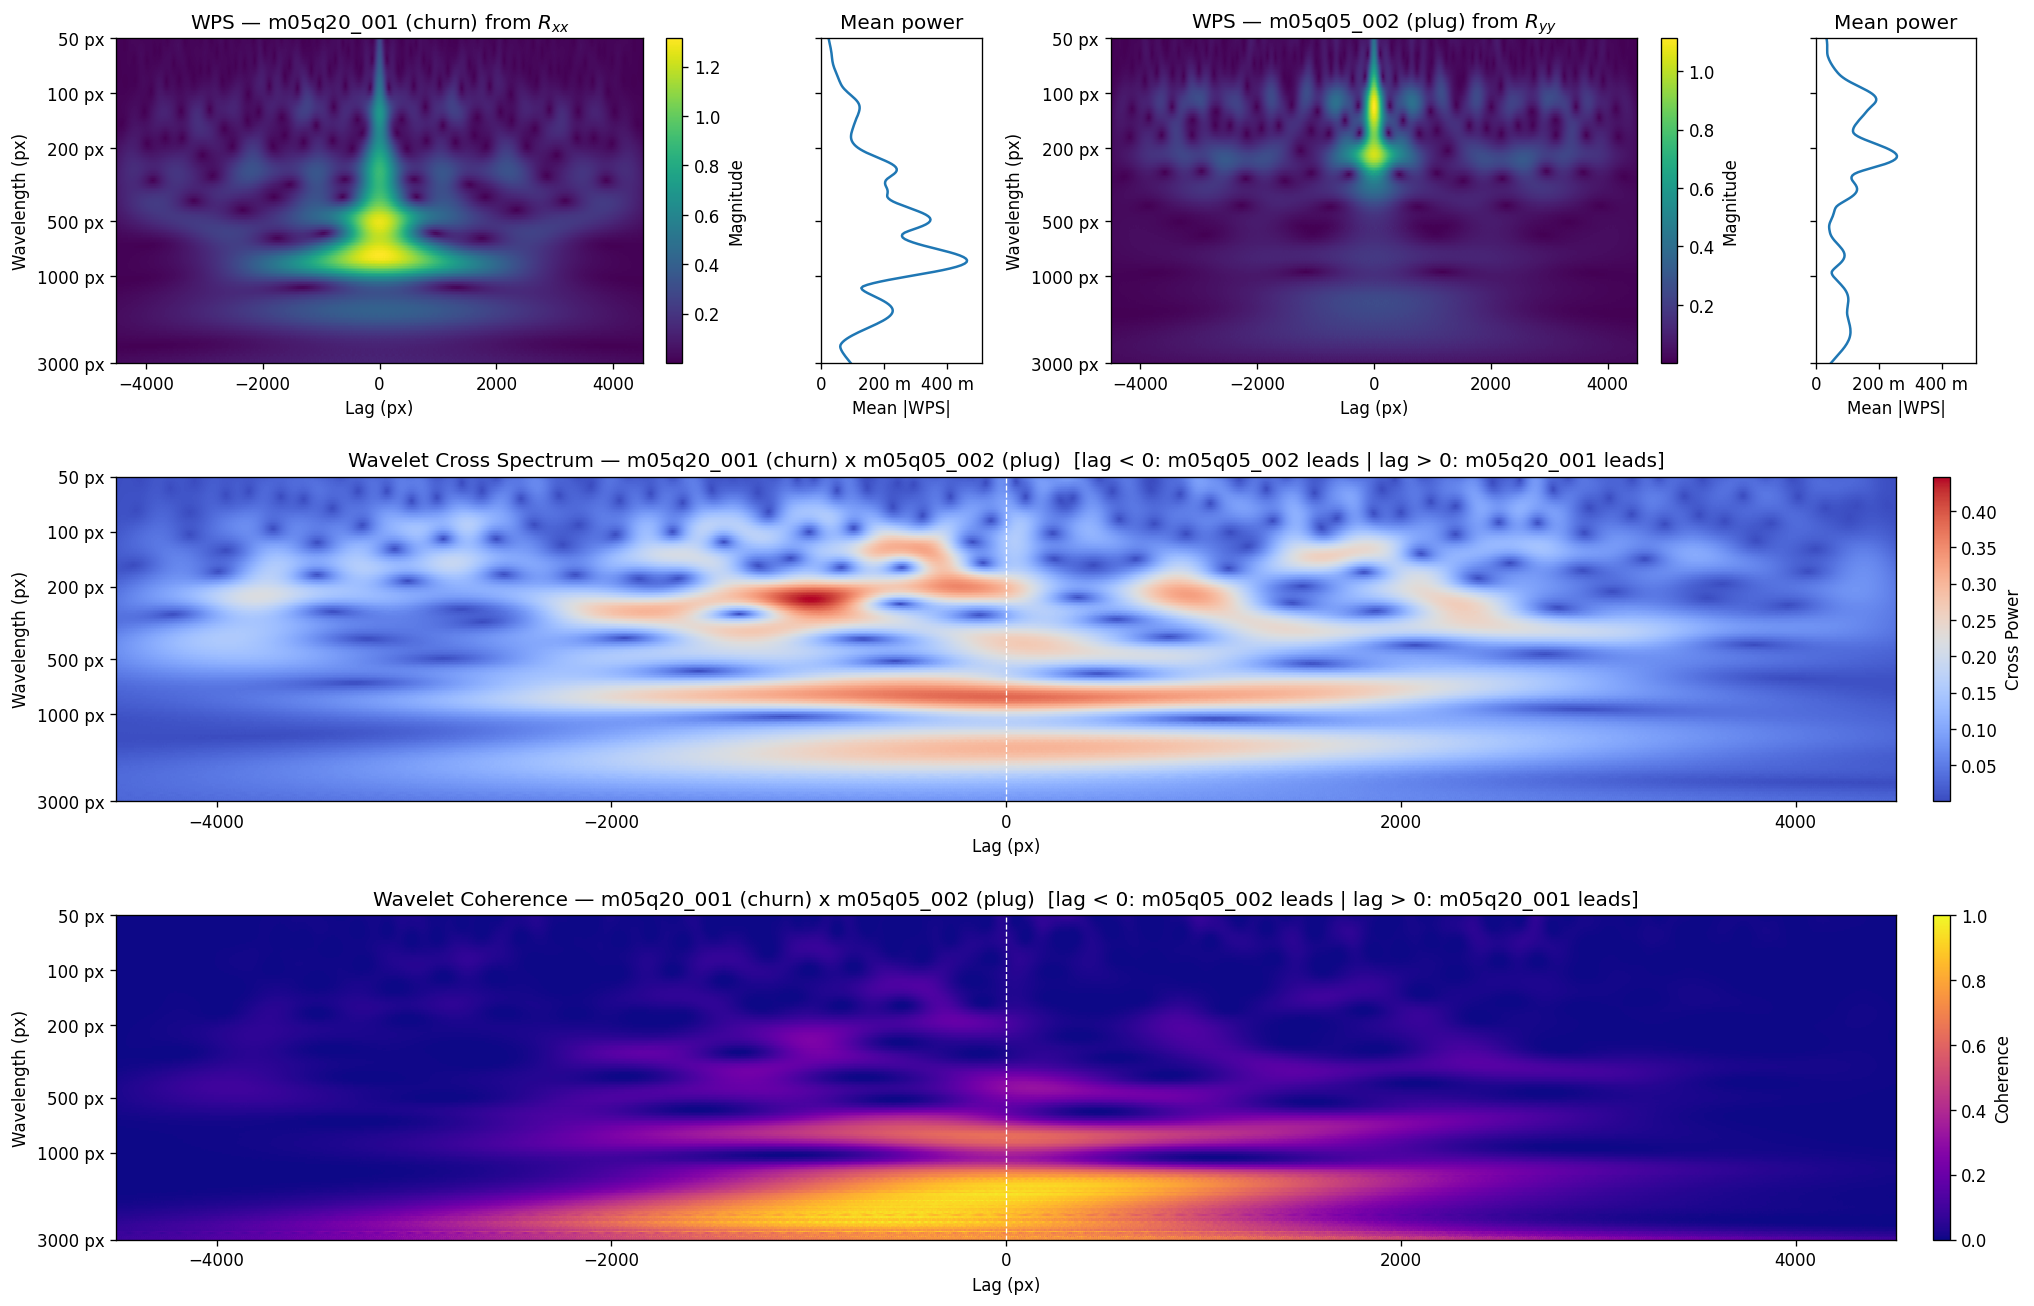 WPS — m05q20_001 (churn) from Rxx
Mean power
WPS — m05q05_002 (plug) from Ryy
Mean power
50 px
100 px
200 px
500 px
1000 px
3000 px
Wavelength (px)
−4000 −2000 0 2000 4000
Lag (px)
1.2
1.0
0.8
0.6
0.4
0.2
Magnitude
0 200 m 400 m
Mean |WPS|
50 px
100 px
200 px
500 px
1000 px
3000 px
Wavelength (px)
−4000 −2000 0 2000 4000
Lag (px)
1.0
0.8
0.6
0.4
0.2
Magnitude
0 200 m 400 m
Mean |WPS|
Wavelet Cross Spectrum — m05q20_001 (churn) x m05q05_002 (plug) [lag < 0: m05q05_002 leads | lag > 0: m05q20_001 leads]
50 px
100 px
200 px
500 px
1000 px
3000 px
Wavelength (px)
−4000 −2000 0 2000 4000
Lag (px)
0.40
0.35
0.30
0.25
0.20
0.15
0.10
0.05
Cross Power
Wavelet Coherence — m05q20_001 (churn) x m05q05_002 (plug) [lag < 0: m05q05_002 leads | lag > 0: m05q20_001 leads]
50 px
100 px
200 px
500 px
1000 px
3000 px
Wavelength (px)
−4000 −2000 0 2000 4000
Lag (px)
1.0
0.8
0.6
0.4
0.2
0.0
Coherence